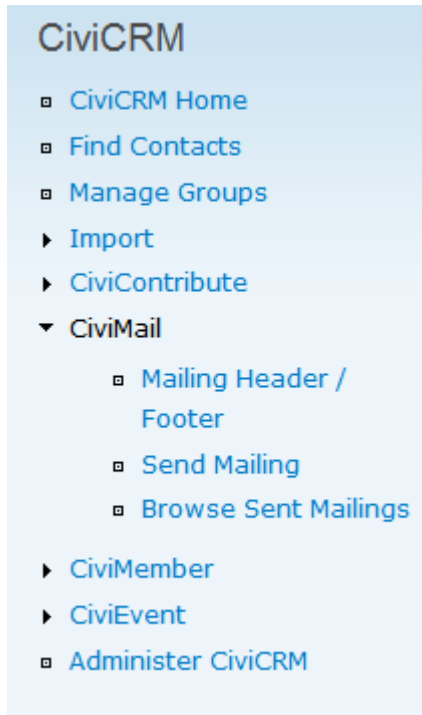 CiviCRM
CiviCRM Home
Find Contacts
Manage Groups
Import
CiviContribute
CiviMail
Mailing Header /
Footer
Send Mailing
Browse Sent Mailings
CiviMember
CiviEvent
Administer CiviCRM